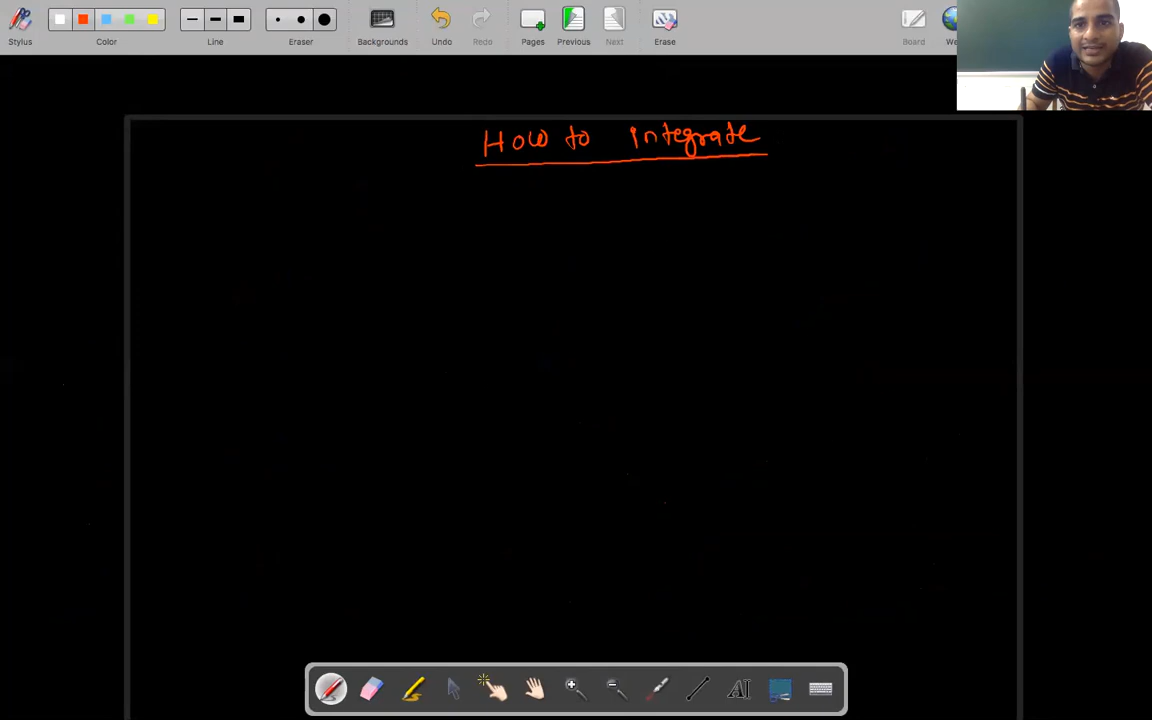 Stylus Color Line Eraser Backgrounds Undo Redo Pages Previous Next Erase Board
How to integrate